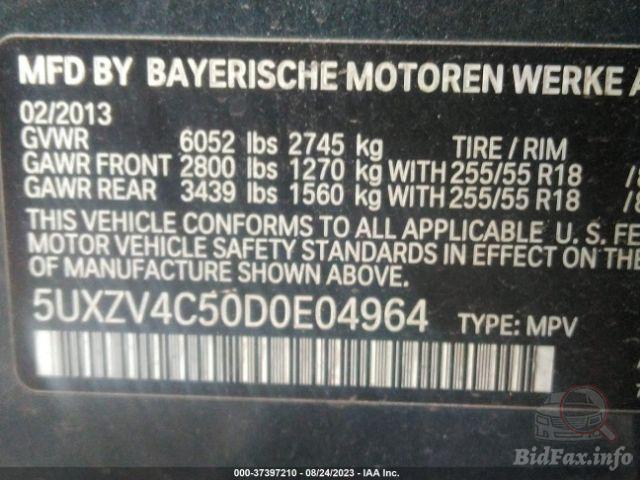 MFD BY BAYERISCHE MOTOREN WERKE A
02/2013
GVWR 6052 lbs 2745 kg TIRE / RIM
GAWR FRONT 2800 lbs 1270 kg WITH 255/55 R18 /8
GAWR REAR 3439 lbs 1560 kg WITH 255/55 R18 /8
THIS VEHICLE CONFORMS TO ALL APPLICABLE U. S. FE
MOTOR VEHICLE SAFETY STANDARDS IN EFFECT ON
OF MANUFACTURE SHOWN ABOVE.
5UXZV4C50D0E04964 TYPE: MPV
BidFax.info
000-37397210 - 08/24/2023 - IAA Inc.